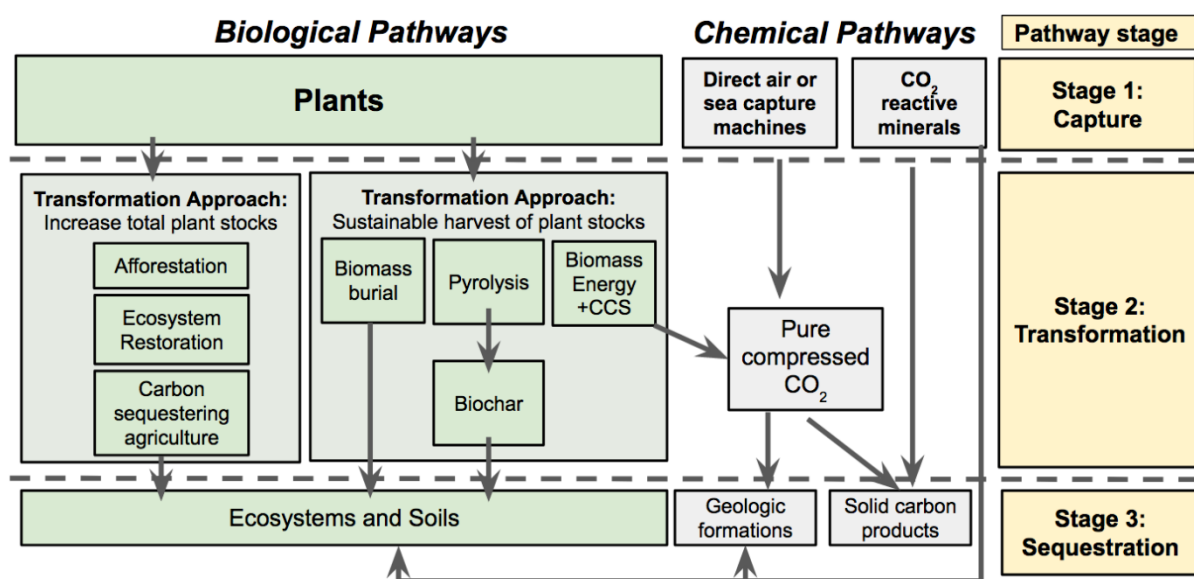 Biological Pathways
Chemical Pathways
Pathway stage
Plants
Direct air or
sea capture
machines
CO2
reactive
minerals
Stage 1:
Capture
Transformation Approach:
Increase total plant stocks
Afforestation
Ecosystem
Restoration
Carbon
sequestering
agriculture
Transformation Approach:
Sustainable harvest of plant stocks
Biomass
burial
Pyrolysis
Biomass
Energy
+CCS
Biochar
Pure
compressed
CO2
Stage 2:
Transformation
Ecosystems and Soils
Geologic
formations
Solid carbon
products
Stage 3:
Sequestration